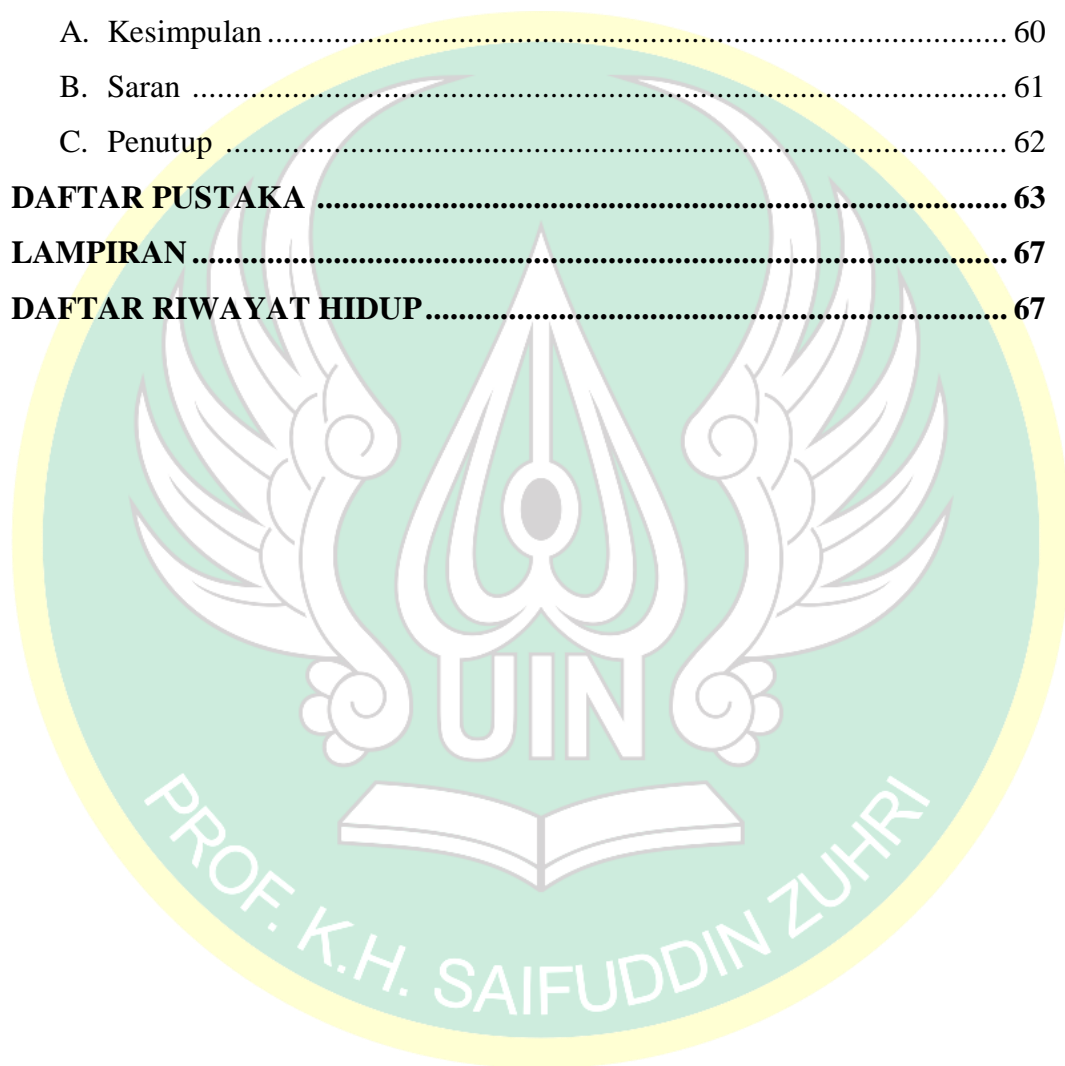 A. Kesimpulan ........................................................................................... 60
B. Saran .................................................................................................... 61
C. Penutup ................................................................................................ 62
DAFTAR PUSTAKA .................................................................................... 63
LAMPIRAN .................................................................................................... 67
DAFTAR RIWAYAT HIDUP ....................................................................... 67
UIN
PROF. K.H. SAIFUDDIN ZUHRI